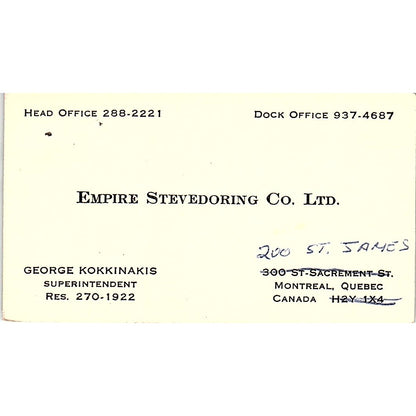 HEAD OFFICE 288-2221
DOCK OFFICE 937-4687
EMPIRE STEVEDORING CO. LTD.
GEORGE KOKKINAKIS
SUPERINTENDENT
RES. 270-1922
200 ST. JAMES
300 ST-SACREMENT ST.
MONTREAL, QUEBEC
CANADA H2Y 1X4